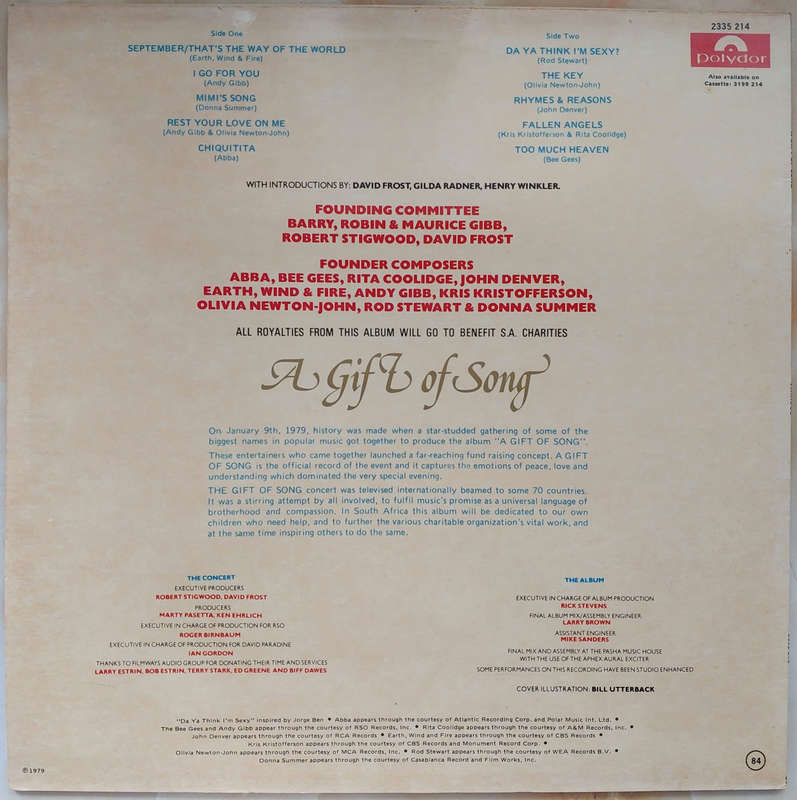 2335 214
polydor
Also available on
Cassette: 3199 214
Side One
SEPTEMBER/THAT'S THE WAY OF THE WORLD
(Earth, Wind & Fire)
I GO FOR YOU
(Andy Gibb)
MIMI'S SONG
(Donna Summer)
REST YOUR LOVE ON ME
(Andy Gibb & Olivia Newton-John)
CHIQUITITA
(Abba)
Side Two
DA YA THINK I'M SEXY?
(Rod Stewart)
THE KEY
(Olivia Newton-John)
RHYMES & REASONS
(John Denver)
FALLEN ANGELS
(Kris Kristofferson & Rita Coolidge)
TOO MUCH HEAVEN
(Bee Gees)
WITH INTRODUCTIONS BY: DAVID FROST, GILDA RADNER, HENRY WINKLER.
FOUNDING COMMITTEE
BARRY, ROBIN & MAURICE GIBB,
ROBERT STIGWOOD, DAVID FROST
FOUNDER COMPOSERS
ABBA, BEE GEES, RITA COOLIDGE, JOHN DENVER,
EARTH, WIND & FIRE, ANDY GIBB, KRIS KRISTOFFERSON,
OLIVIA NEWTON-JOHN, ROD STEWART & DONNA SUMMER
ALL ROYALTIES FROM THIS ALBUM WILL GO TO BENEFIT S.A. CHARITIES
A Gift of Song
On January 9th, 1979, history was made when a star-studded gathering of some of the
biggest names in popular music got together to produce the album "A GIFT OF SONG".
These entertainers who came together launched a far-reaching fund raising concept. A GIFT
OF SONG is the official record of the event and it captures the emotions of peace, love and
understanding which dominated the very special evening.
THE GIFT OF SONG concert was televised internationally beamed to some 70 countries.
It was a stirring attempt by all involved, to fulfil music's promise as a universal language of
brotherhood and compassion. In South Africa this album will be dedicated to our own
children who need help, and to further the various charitable organization's vital work, and
at the same time inspiring others to do the same.
THE CONCERT
EXECUTIVE PRODUCERS
ROBERT STIGWOOD, DAVID FROST
PRODUCERS
MARTY PASETTA, KEN EHRLICH
EXECUTIVE IN CHARGE OF PRODUCTION FOR RSO
ROGER BIRNBAUM
EXECUTIVE IN CHARGE OF PRODUCTION FOR DAVID PARADINE
IAN GORDON
THANKS TO FILMWAYS AUDIO GROUP FOR DONATING THEIR TIME AND SERVICES
LARRY ESTRIN, BOB ESTRIN, TERRY STARK, ED GREENE AND BIFF DAWES
THE ALBUM
EXECUTIVE IN CHARGE OF ALBUM PRODUCTION
RICK STEVENS
FINAL ALBUM MIX/ASSEMBLY ENGINEER
LARRY BROWN
ASSISTANT ENGINEER
MIKE SANDERS
FINAL MIX AND ASSEMBLY AT THE PASHA MUSIC HOUSE
WITH THE USE OF THE APHEX AURAL EXCITER
SOME PERFORMANCES ON THIS RECORDING HAVE BEEN STUDIO ENHANCED
COVER ILLUSTRATION: BILL UTTERBACK
"Da Ya Think I'm Sexy" inspired by Jorge Ben • Abba appears through the courtesy of Atlantic Recording Corp. and Polar Music Int. Ltd. •
The Bee Gees and Andy Gibb appear through the courtesy of RSO Records, Inc. • Rita Coolidge appears through the courtesy of A&M Records, Inc. •
John Denver appears through the courtesy of RCA Records • Earth, Wind and Fire appears through the courtesy of CBS Records •
Kris Kristofferson appears through the courtesy of CBS Records and Monument Record Corp. •
Olivia Newton-John appears through the courtesy of MCA Records, Inc. • Rod Stewart appears through the courtesy of WEA Records B.V. •
Donna Summer appears through the courtesy of Casablanca Record and Film Works, Inc.
℗1979
84